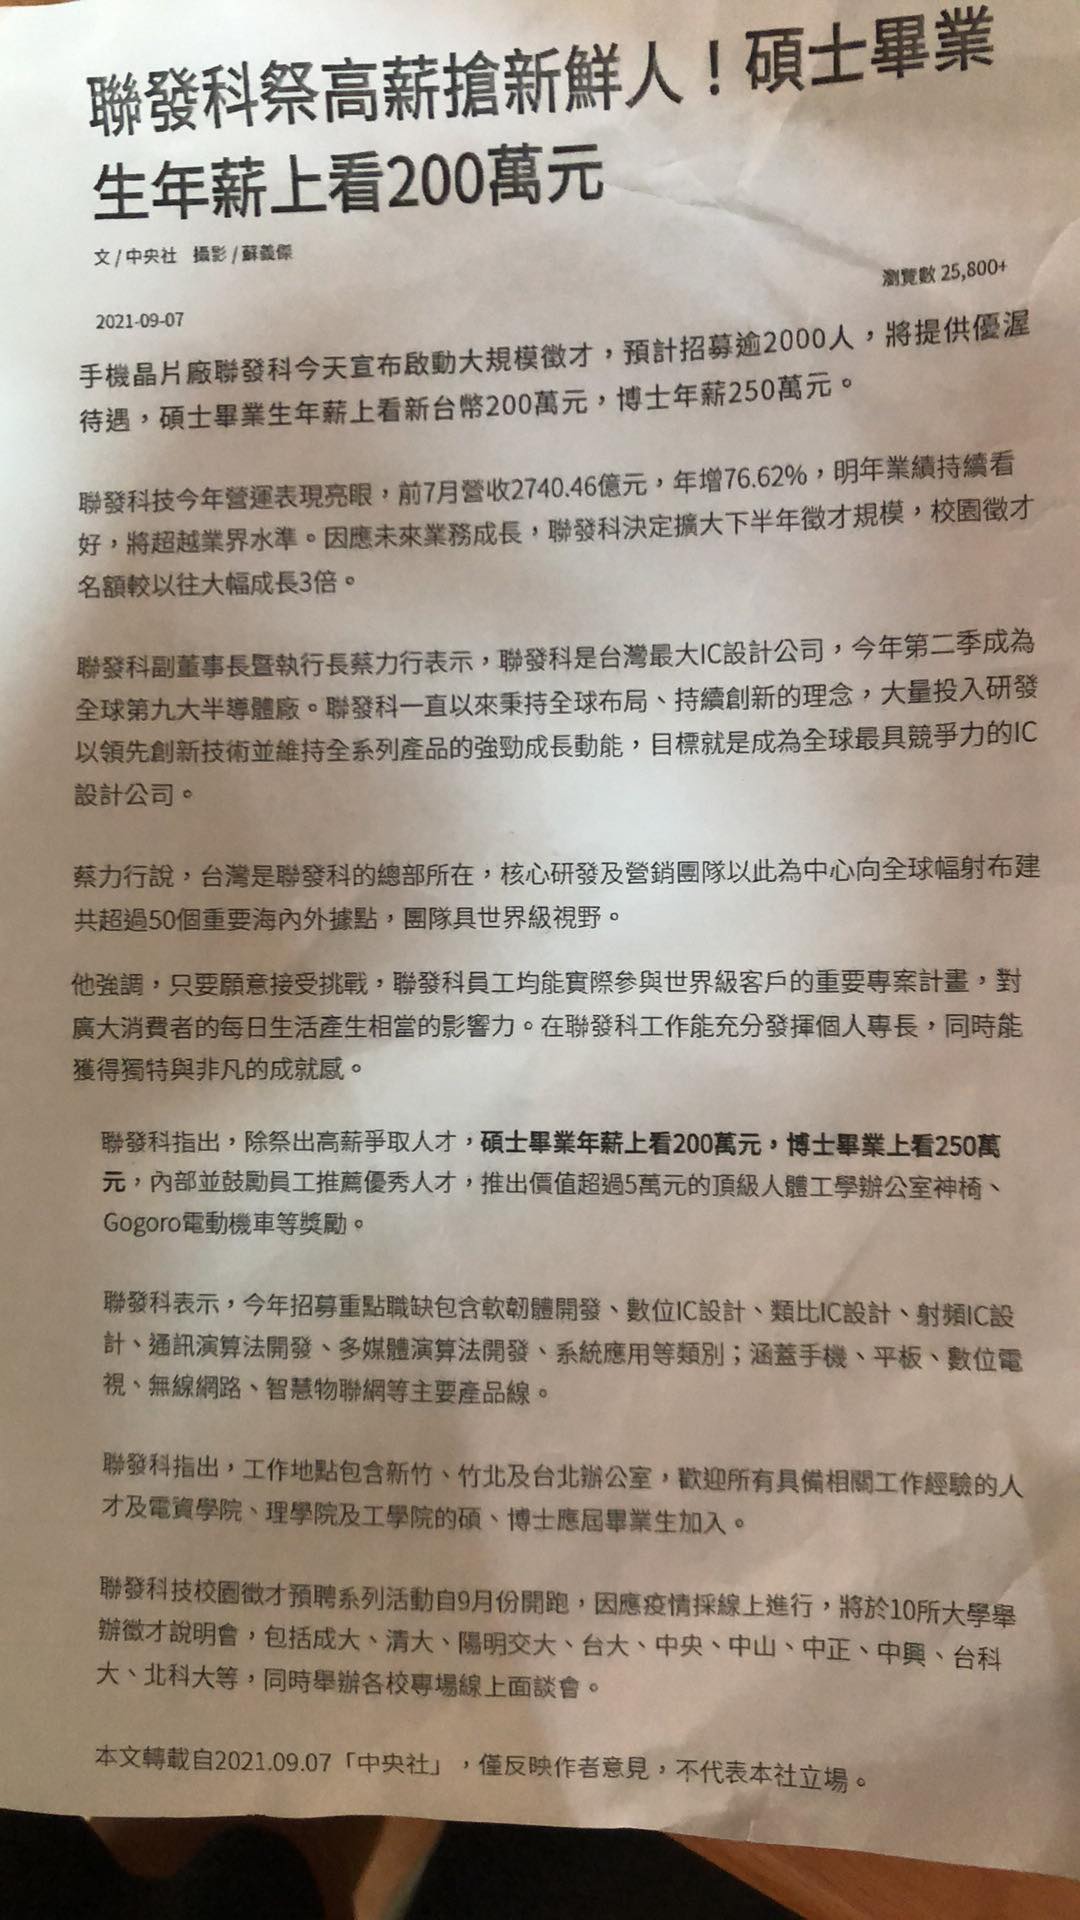 聯發科祭高薪搶新鮮人！碩士畢業
生年薪上看200萬元
文 / 中央社　攝影 / 蘇義傑
瀏覽數 25,800+
2021-09-07
手機晶片廠聯發科今天宣布啟動大規模徵才，預計招募逾2000人，將提供優渥
待遇，碩士畢業生年薪上看新台幣200萬元，博士年薪250萬元。
聯發科技今年營運表現亮眼，前7月營收2740.46億元，年增76.62%，明年業績持續看
好，將超越業界水準。因應未來業務成長，聯發科決定擴大下半年徵才規模，校園徵才
名額較以往大幅成長3倍。
聯發科副董事長暨執行長蔡力行表示，聯發科是台灣最大IC設計公司，今年第二季成為
全球第九大半導體廠。聯發科一直以來秉持全球布局、持續創新的理念，大量投入研發
以領先創新技術並維持全系列產品的強勁成長動能，目標就是成為全球最具競爭力的IC
設計公司。
蔡力行說，台灣是聯發科的總部所在，核心研發及營銷團隊以此為中心向全球幅射布建
共超過50個重要海內外據點，團隊具世界級視野。
他強調，只要願意接受挑戰，聯發科員工均能實際參與世界級客戶的重要專案計畫，對
廣大消費者的每日生活產生相當的影響力。在聯發科工作能充分發揮個人專長，同時能
獲得獨特與非凡的成就感。
聯發科指出，除祭出高薪爭取人才，碩士畢業年薪上看200萬元，博士畢業上看250萬
元，內部並鼓勵員工推薦優秀人才，推出價值超過5萬元的頂級人體工學辦公室神椅、
Gogoro電動機車等獎勵。
聯發科表示，今年招募重點職缺包含軟韌體開發、數位IC設計、類比IC設計、射頻IC設
計、通訊演算法開發、多媒體演算法開發、系統應用等類別；涵蓋手機、平板、數位電
視、無線網路、智慧物聯網等主要產品線。
聯發科指出，工作地點包含新竹、竹北及台北辦公室，歡迎所有具備相關工作經驗的人
才及電資學院、理學院及工學院的碩、博士應屆畢業生加入。
聯發科技校園徵才預聘系列活動自9月份開跑，因應疫情採線上進行，將於10所大學舉
辦徵才說明會，包括成大、清大、陽明交大、台大、中央、中山、中正、中興、台科
大、北科大等，同時舉辦各校專場線上面談會。
本文轉載自2021.09.07「中央社」，僅反映作者意見，不代表本社立場。